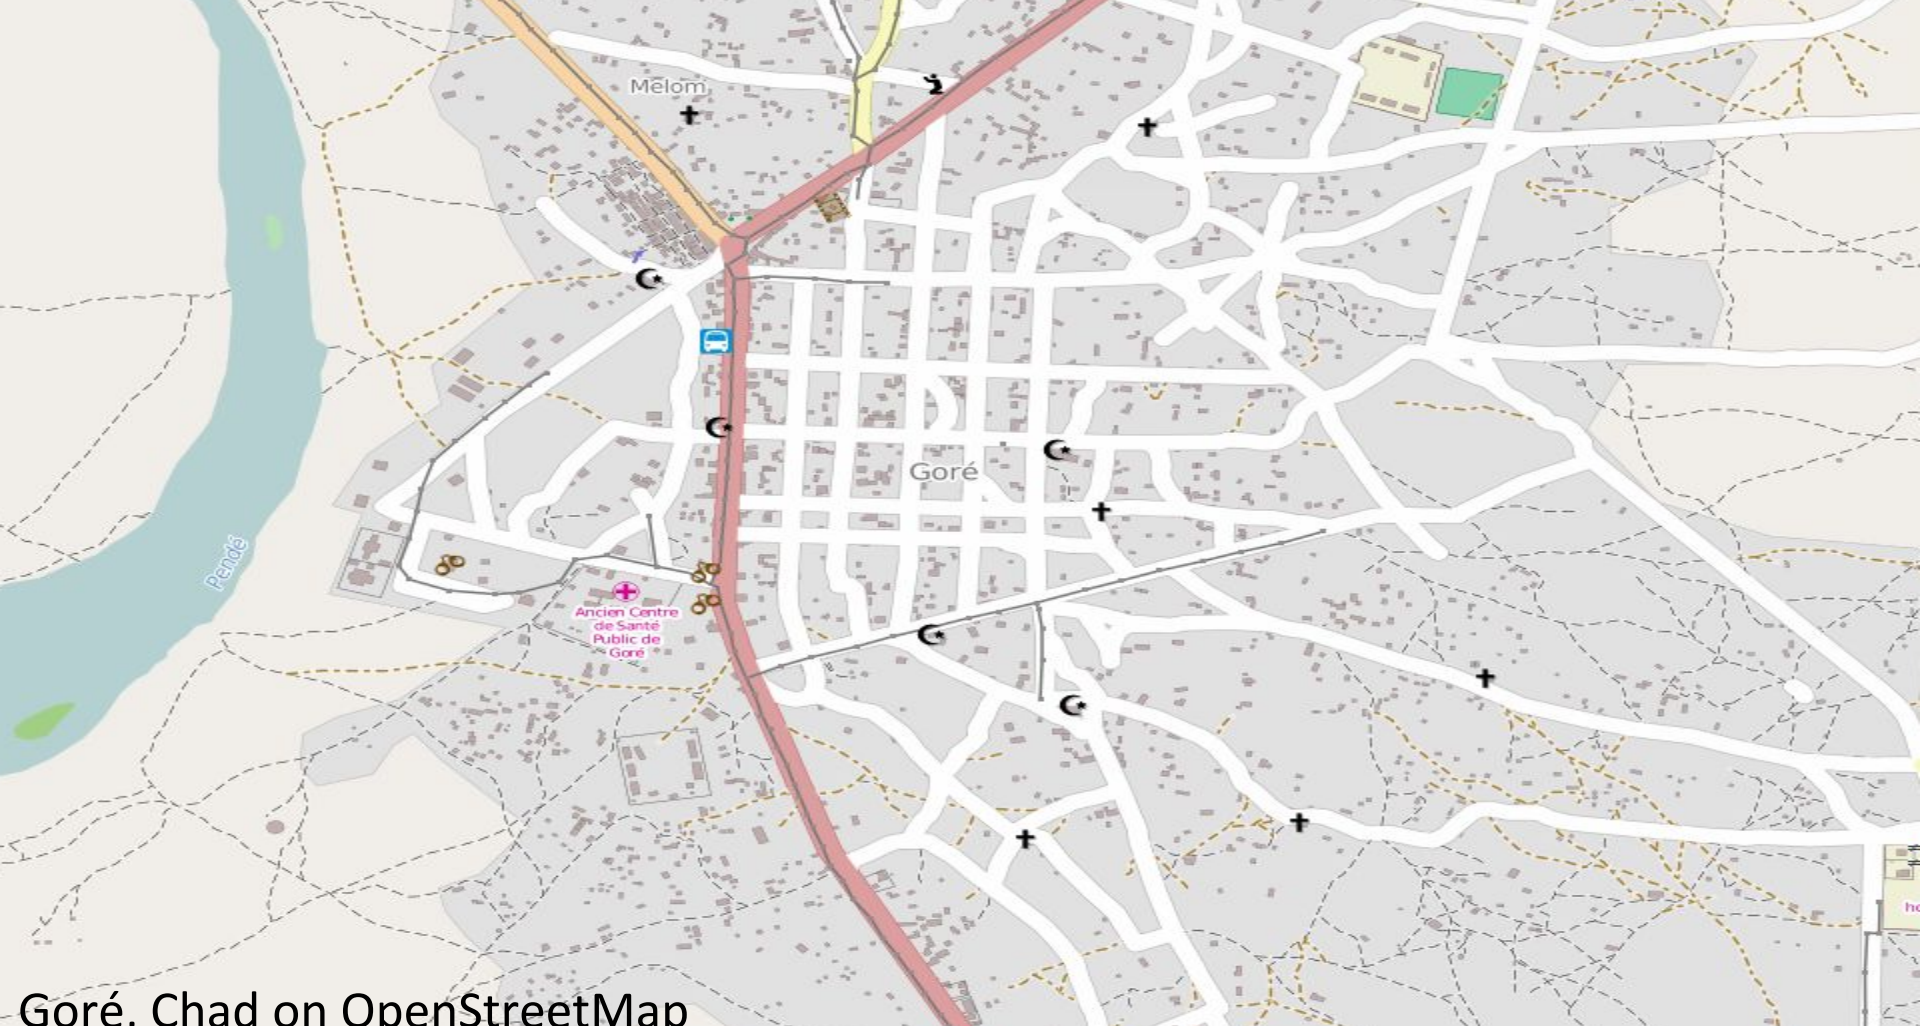 Melom
Goré
Pendé
Ancien Centre
de Santé
Public de
Goré
Goré, Chad on OpenStreetMap